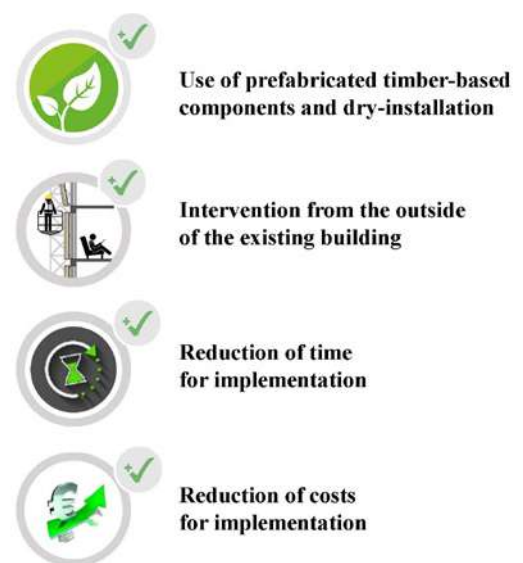 Use of prefabricated timber-based
components and dry-installation
Intervention from the outside
of the existing building
Reduction of time
for implementation
Reduction of costs
for implementation